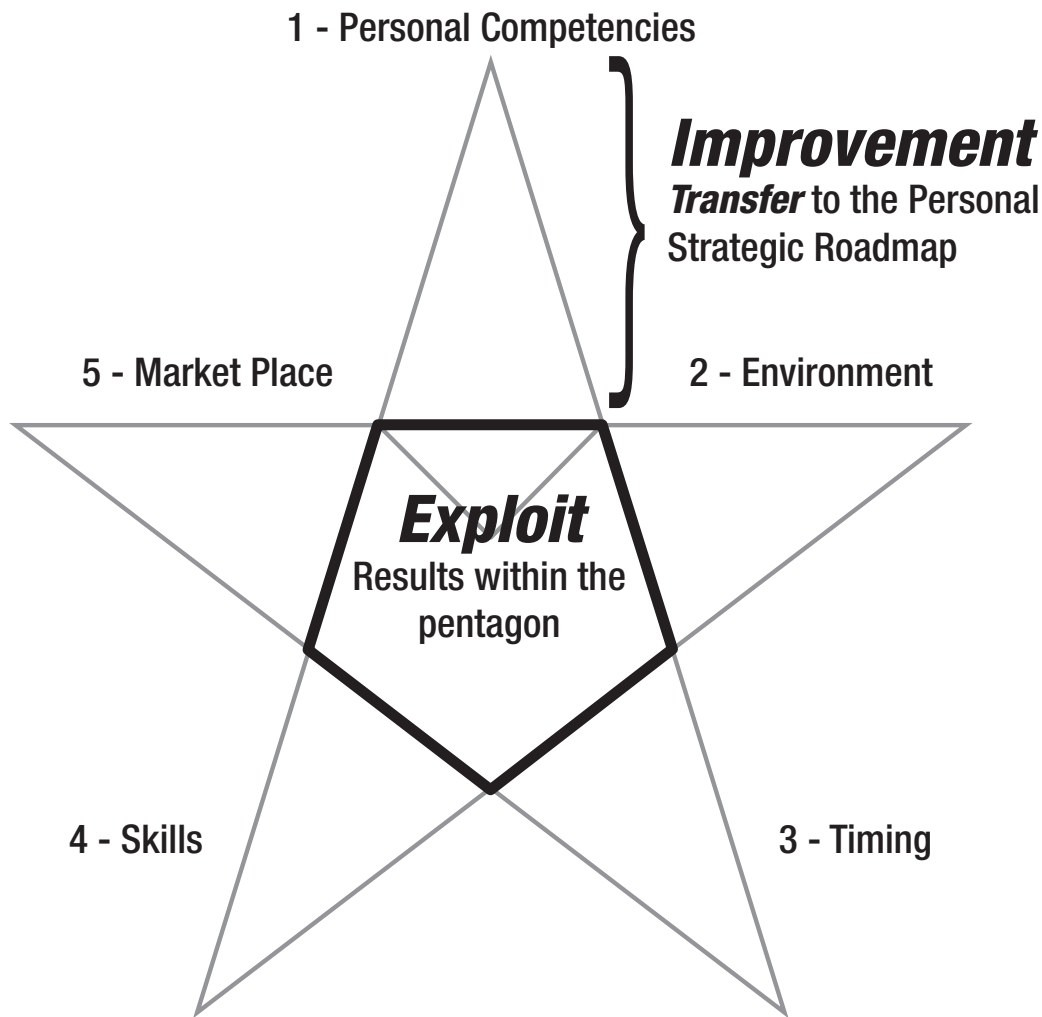 1 - Personal Competencies
Improvement
Transfer to the Personal
Strategic Roadmap
5 - Market Place
2 - Environment
Exploit
Results within the
pentagon
4 - Skills
3 - Timing